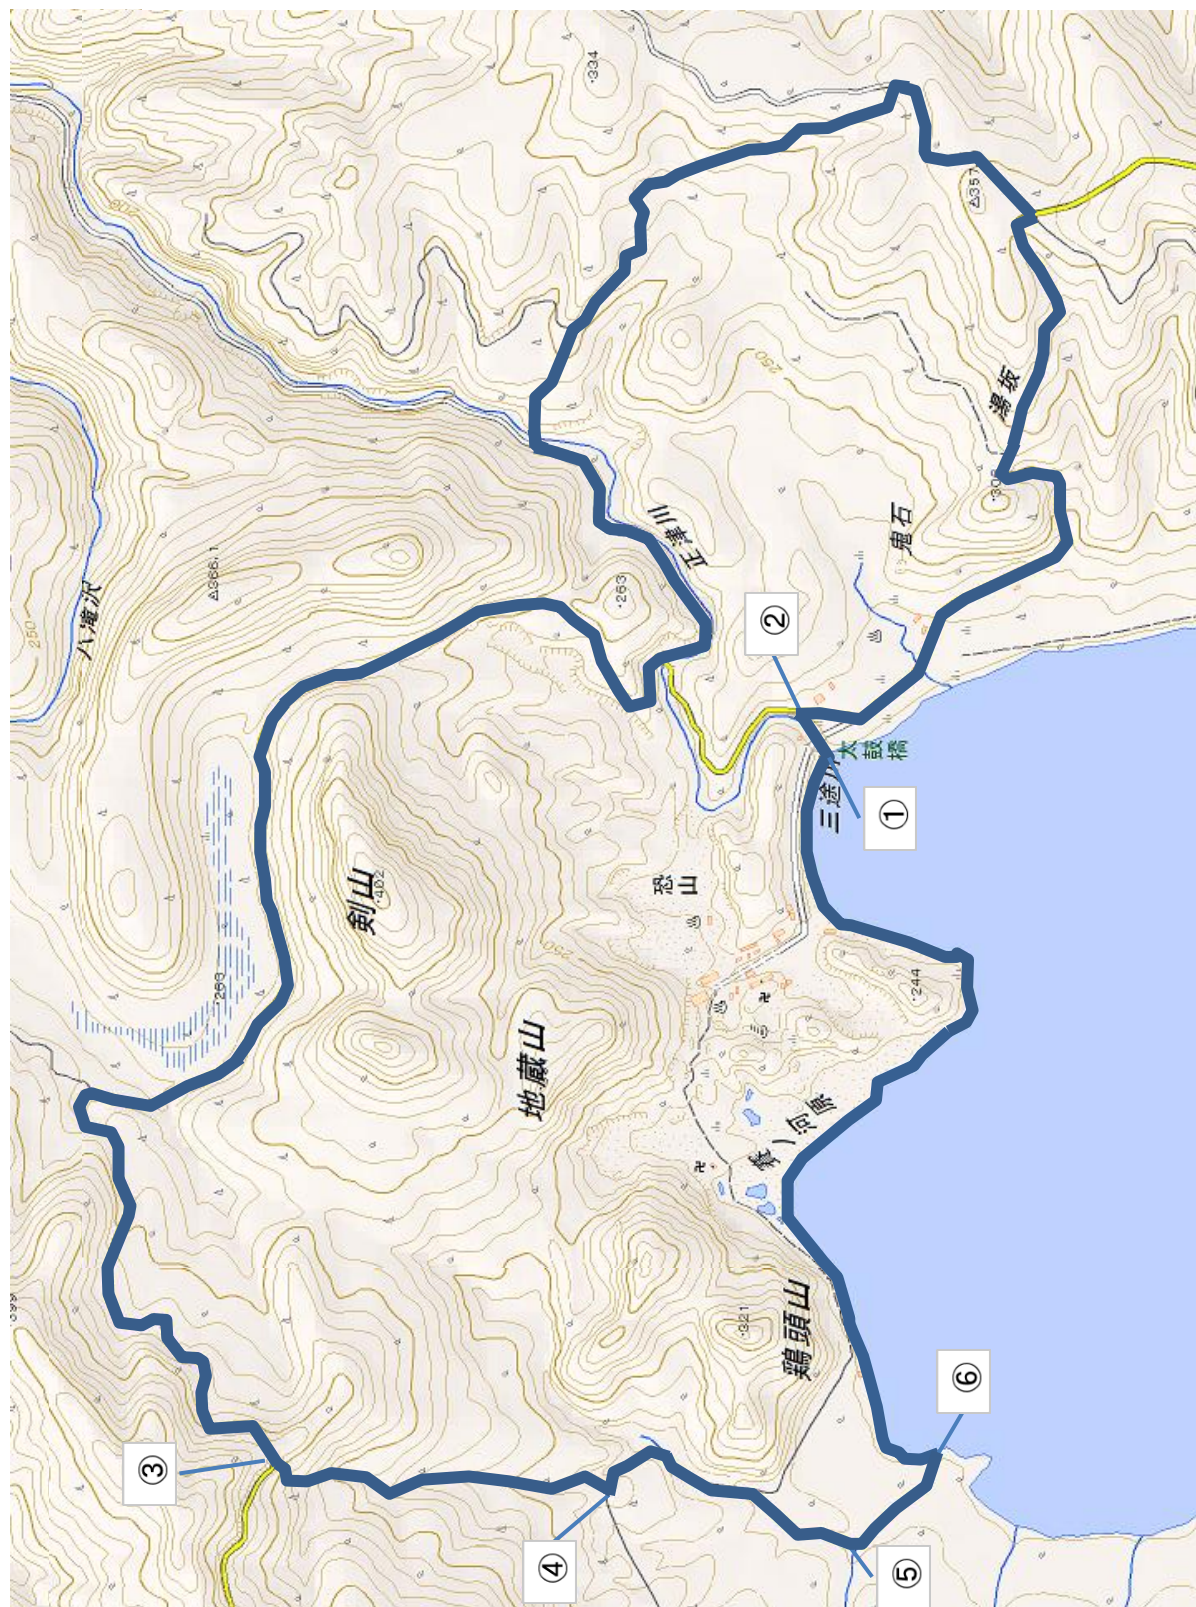 250
八滝沢
200
③
△366.1
剣山
·402
地蔵山
④
250
·334
·263
恐
山
正津川
·321
250
②
賽ノ河原
鶏頭山
三途川
太
鼓
橋
①
鬼石
⑤
·244
⑥
△357
湯坂